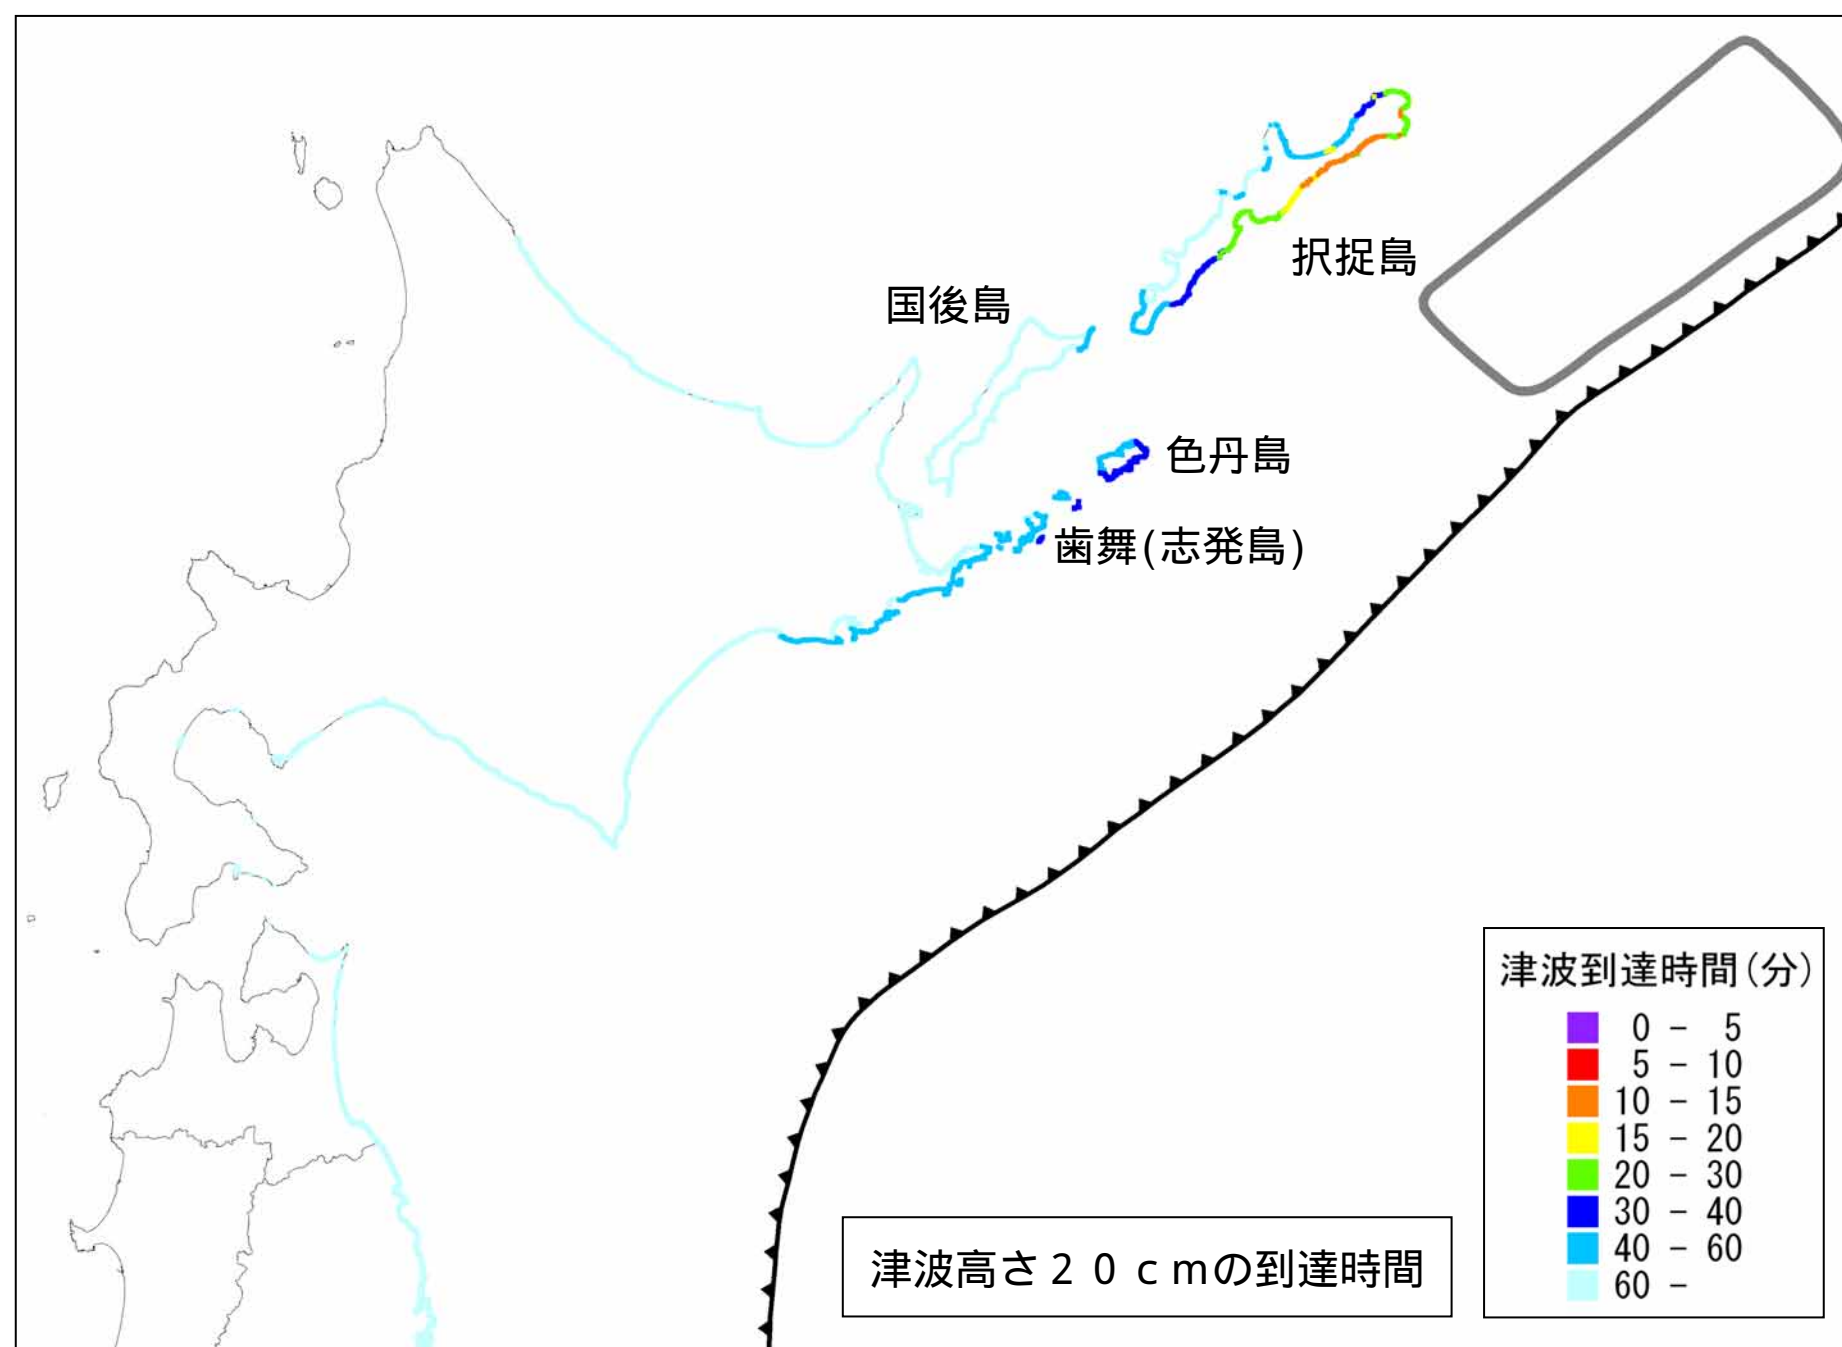 択捉島
国後島
色丹島
歯舞(志発島)
津波到達時間(分)
0 - 5
5 - 10
10 - 15
15 - 20
20 - 30
30 - 40
40 - 60
60 -
津波高さ20cmの到達時間